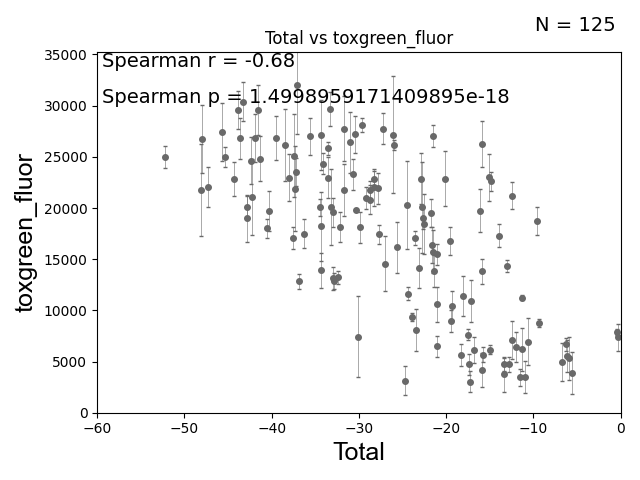 N = 125
Total vs toxgreen_fluor
Spearman r = -0.68
Spearman p = 1.4998959171409895e-18
35000
30000
25000
20000
15000
10000
5000
0
toxgreen_fluor
−60 −50 −40 −30 −20 −10 0
Total